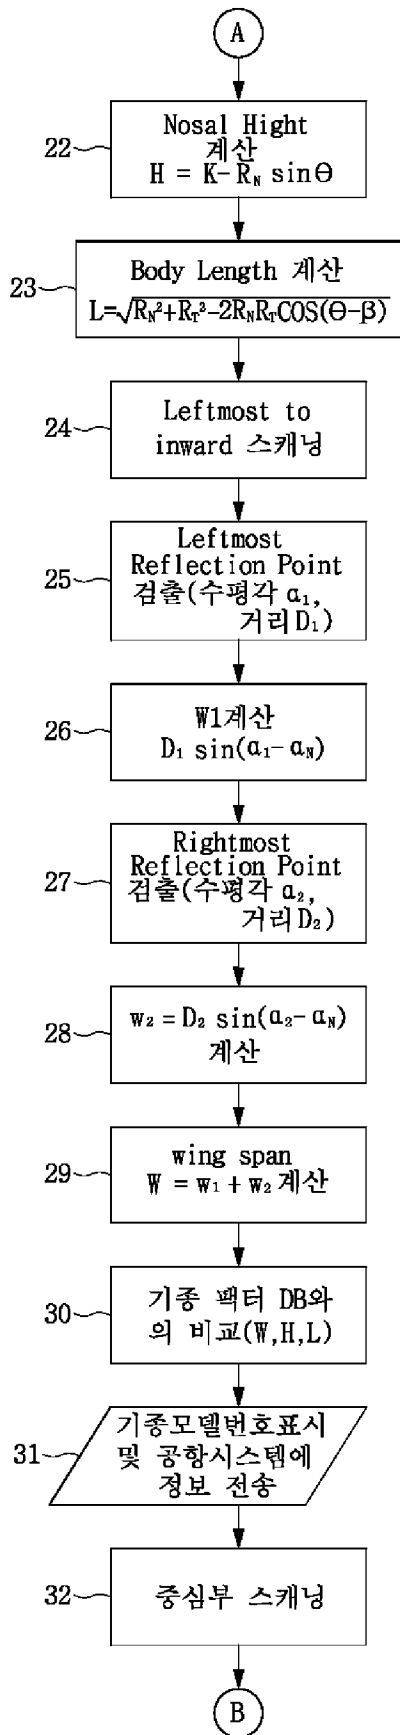 A
22
Nosal Hight
계산
H = K- R_N sinΘ
23
Body Length 계산
L=√R_N²+R_T²-2R_NR_TCOS(Θ-β)
24
Leftmost to
inward 스캐닝
25
Leftmost
Reflection Point
검출(수평각 α₁,
거리D₁)
26
W1계산
D₁ sin(α₁- α_N)
27
Rightmost
Reflection Point
검출(수평각 α₂,
거리D₂)
28
w₂ = D₂ sin(α₂- α_N)
계산
29
wing span
W = w₁ + w₂ 계산
30
기종 팩터 DB와
의 비교(W,H,L)
31
기종모델번호표시
및 공항시스템에
정보 전송
32
중심부 스캐닝
B